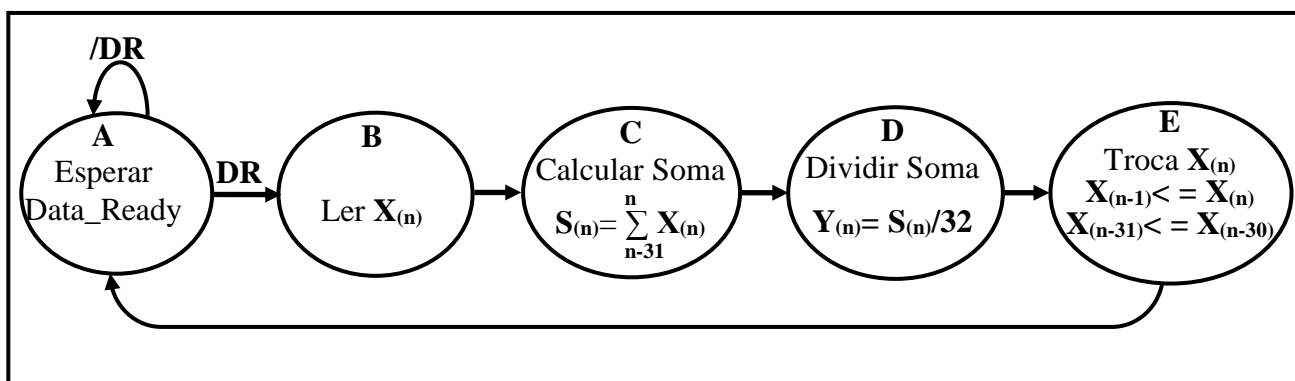 /DR
A
Esperar
Data_Ready
DR
B
Ler X(n)
C
Calcular Soma
n
S(n)= ∑ X(n)
n-31
D
Dividir Soma
Y(n)= S(n)/32
E
Troca X(n)
X(n-1)< = X(n)
X(n-31)< = X(n-30)